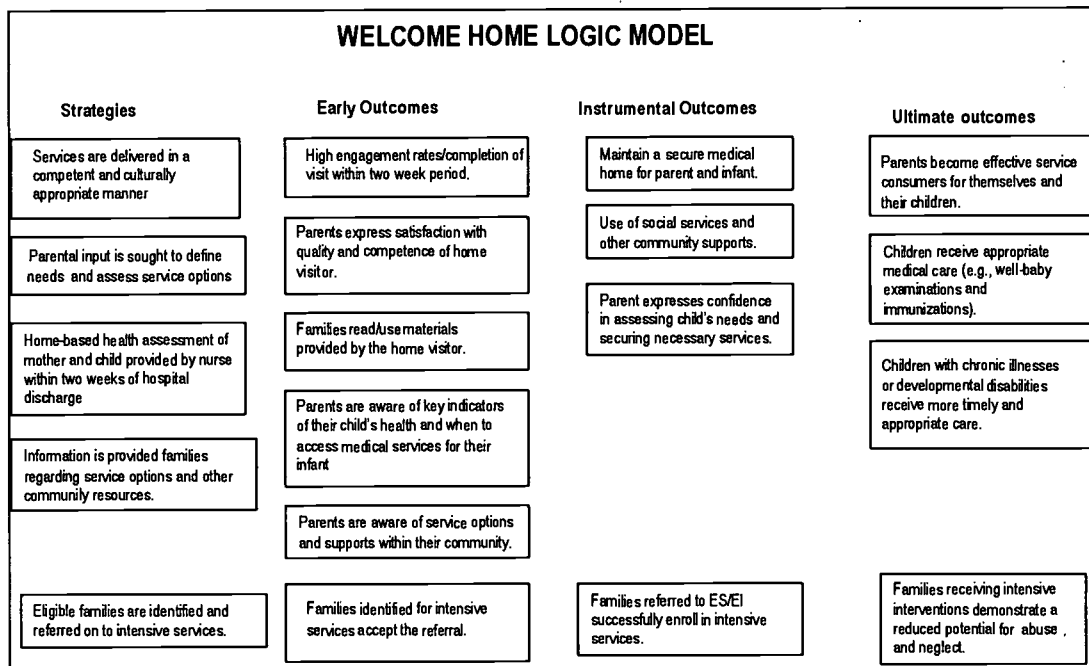 WELCOME HOME LOGIC MODEL
Strategies
Services are delivered in a
competent and culturally
appropriate manner
Parental input is sought to define
needs and assess service options
Home-based health assessment of
mother and child provided by nurse
within two weeks of hospital
discharge
Information is provided families
regarding service options and other
community resources.
Eligible families are identified and
referred on to intensive services.
Early Outcomes
High engagement rates/completion of
visit within two week period.
Parents express satisfaction with
quality and competence of home
visitor.
Families read/use materials
provided by the home visitor.
Parents are aware of key indicators
of their child's health and when to
access medical services for their
infant
Parents are aware of service options
and supports within their community.
Families identified for intensive
services accept the referral.
Instrumental Outcomes
Maintain a secure medical
home for parent and infant.
Use of social services and
other community supports.
Parent expresses confidence
in assessing child's needs and
securing necessary services.
Families referred to ES/EI
successfully enroll in intensive
services.
Ultimate outcomes
Parents become effective service
consumers for themselves and
their children.
Children receive appropriate
medical care (e.g., well-baby
examinations and
immunizations).
Children with chronic illnesses
or developmental disabilities
receive more timely and
appropriate care.
Families receiving intensive
interventions demonstrate a
reduced potential for abuse ,
and neglect.